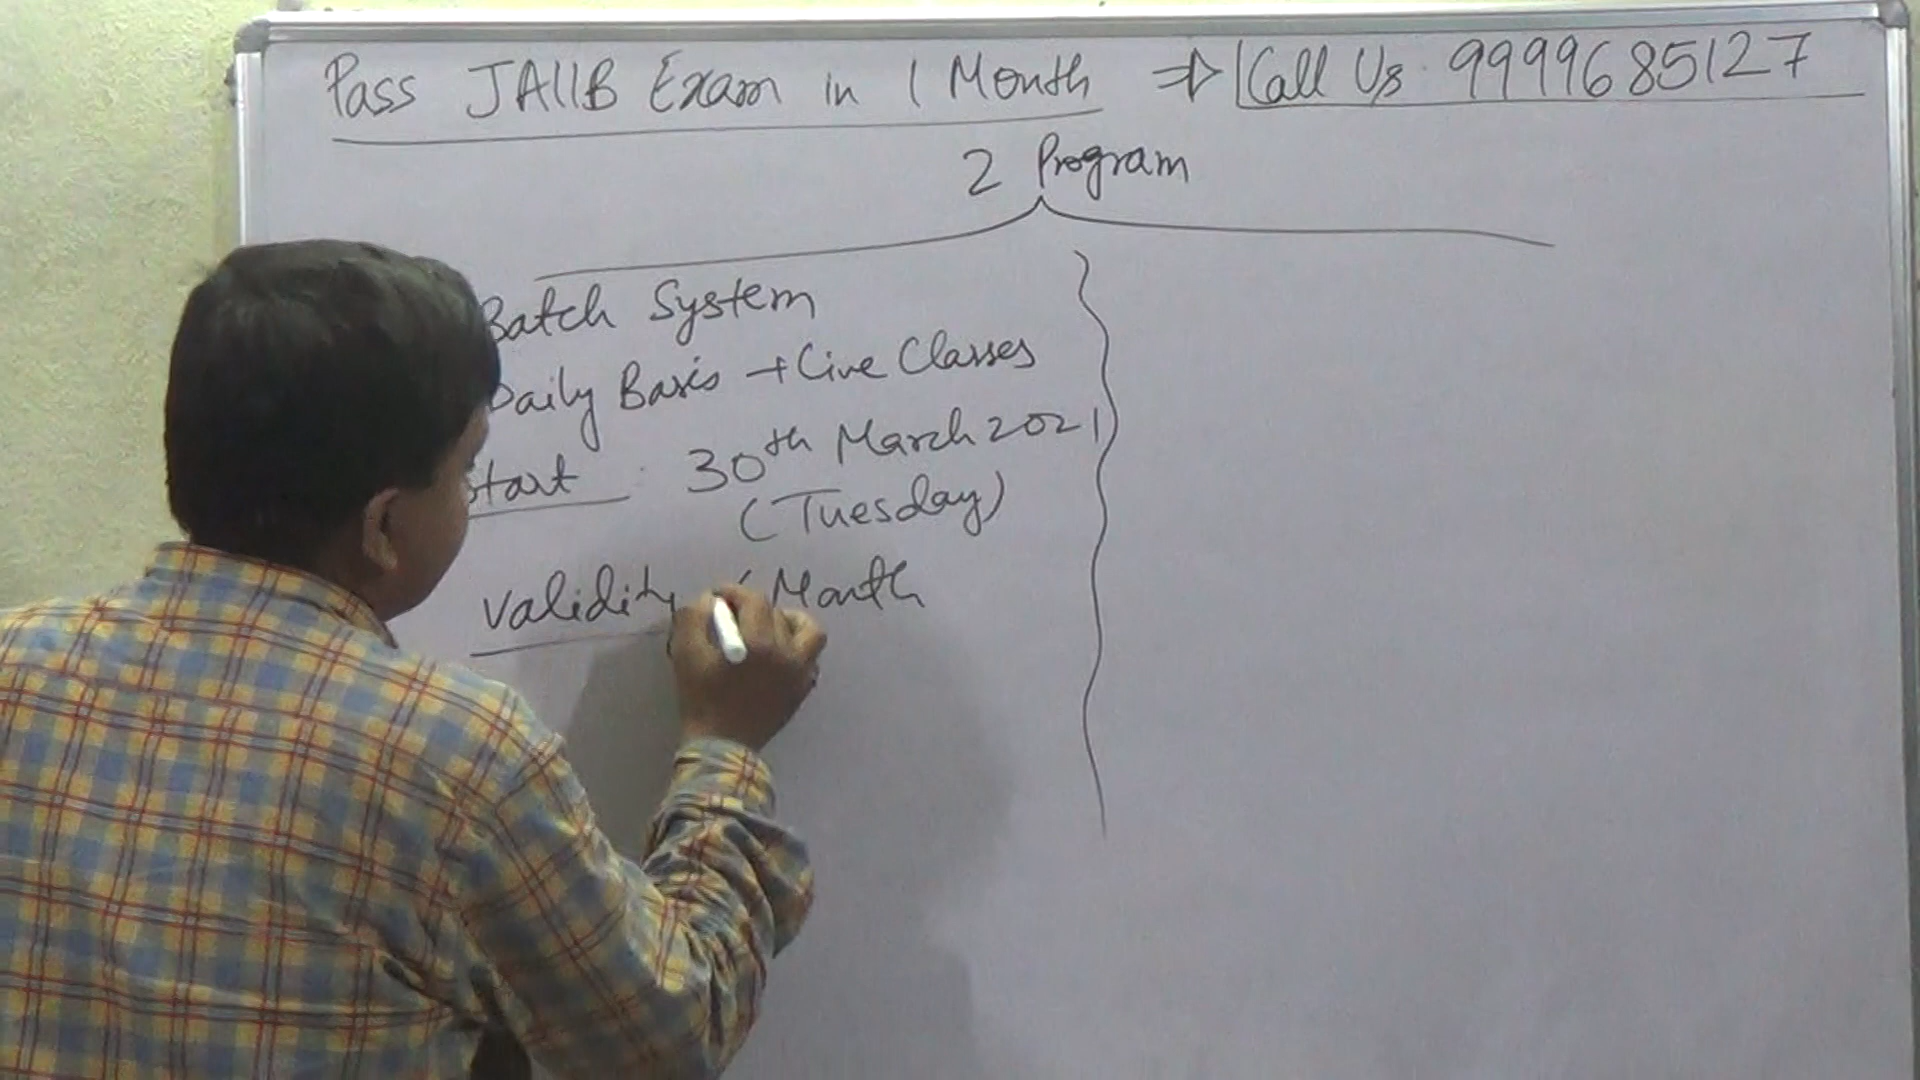 Pass JAIIB Exam in 1 Month ⇒ Call Us 9999685127
2 Program
Batch System
Daily Basis + Live Classes
Start : 30th March 2021
(Tuesday)
Validity Month